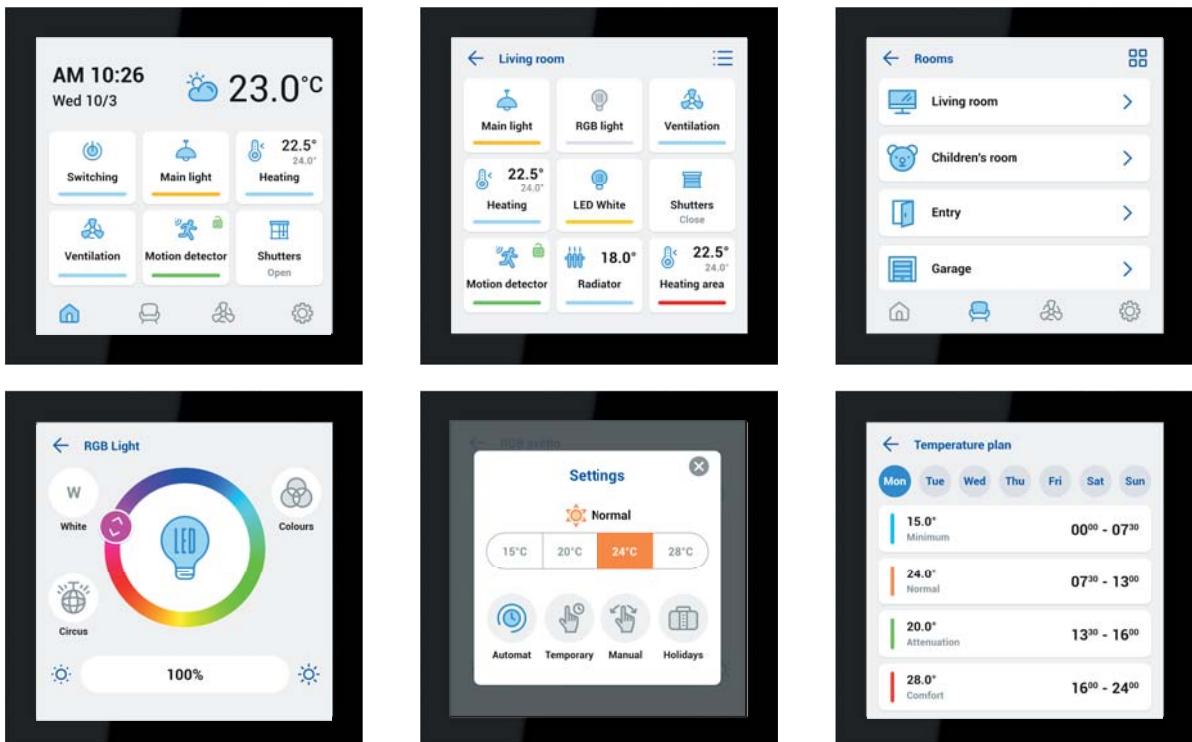 AM 10:26
Wed 10/3
23.0°C
Switching
Main light
22.5°
24.0°
Heating
Ventilation
Motion detector
Shutters
Open
Living room
Main light
RGB light
Ventilation
22.5°
24.0°
Heating
LED White
Shutters
Close
Motion detector
18.0°
Radiator
22.5°
24.0°
Heating area
Rooms
Living room
Children's room
Entry
Garage
RGB Light
W
White
Colours
LED
Circus
100%
RGB světlo
Settings
Normal
15°C 20°C 24°C 28°C
Automat Temporary Manual Holidays
Temperature plan
Mon Tue Wed Thu Fri Sat Sun
15.0°
Minimum
00⁰⁰ - 07³⁰
24.0°
Normal
07³⁰ - 13⁰⁰
20.0°
Attenuation
13³⁰ - 16⁰⁰
28.0°
Comfort
16⁰⁰ - 24⁰⁰